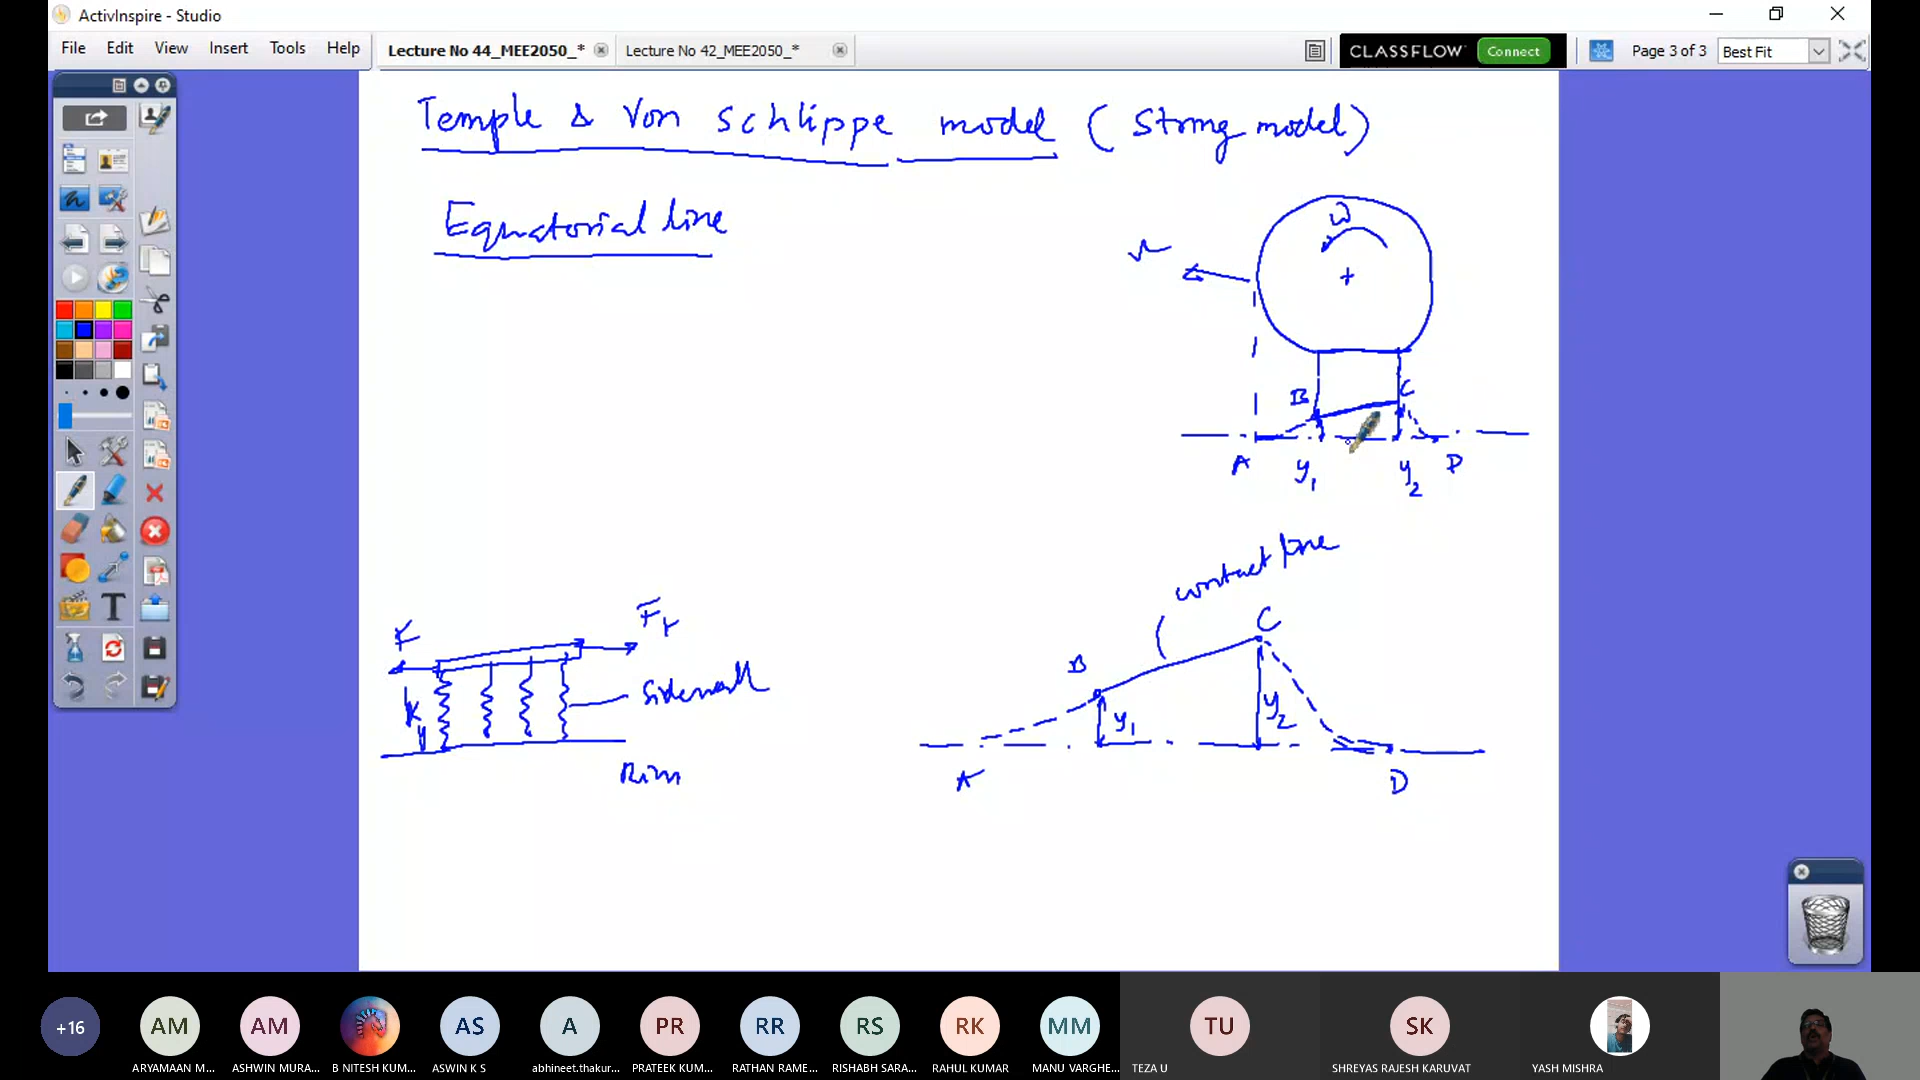 ActivInspire - Studio
File Edit View Insert Tools Help
Lecture No 44_MEE2050_* Lecture No 42_MEE2050_*
CLASSFLOW Connect
Page 3 of 3 Best Fit
Temple & Von Schlippe model (String model)
Equatorial line
ω
v
+
B C
A y1 y2 D
contact line
C
B
y1 y2
A D
F Fr
Ky
Sidewall
Rim
+16 AM AM AS A PR RR RS RK MM TU SK
ARYAMAAN M... ASHWIN MURA... B NITESH KUM... ASWIN K S abhineet.thakur... PRATEEK KUM... RATHAN RAME... RISHABH SARA... RAHUL KUMAR MANU VARGHE... TEZA U SHREYAS RAJESH KARUVAT YASH MISHRA